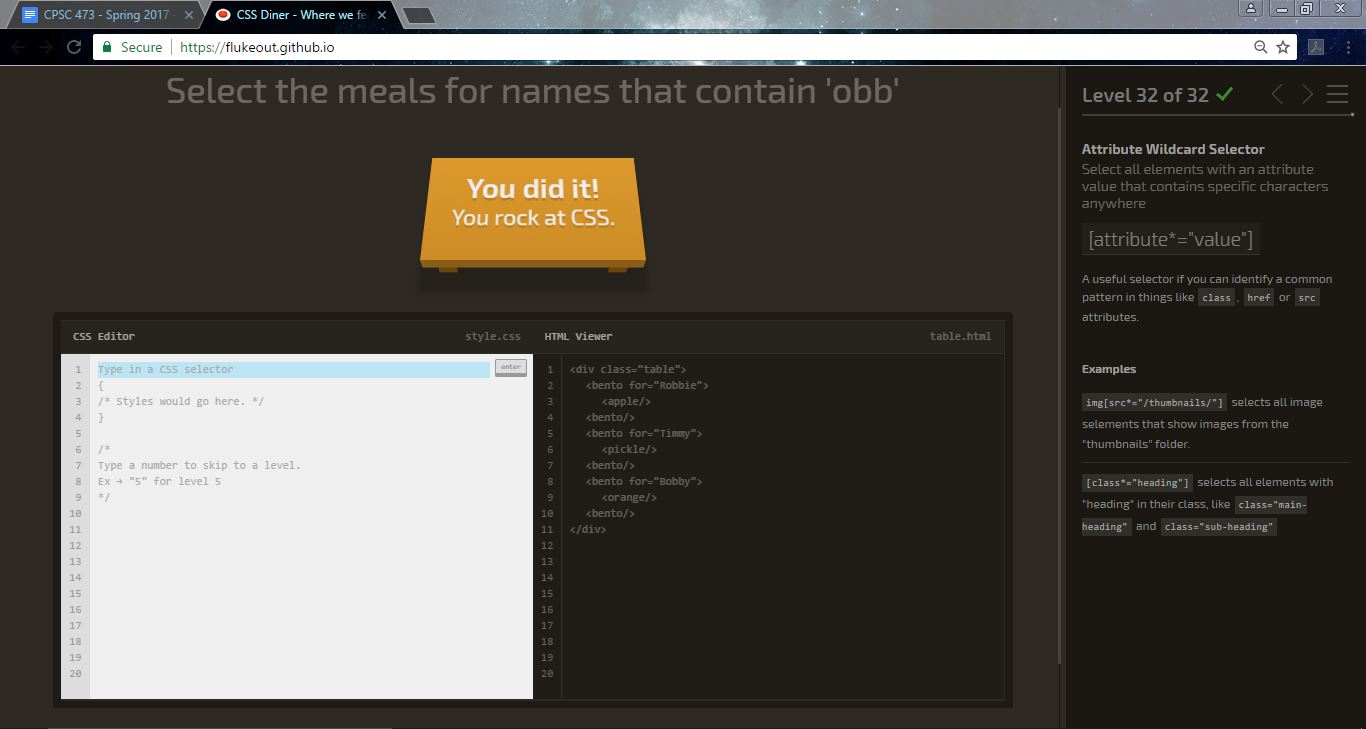 CPSC 473 - Spring 2017
CSS Diner - Where we fe
Secure
https://flukeout.github.io
Select the meals for names that contain 'obb'
You did it!
You rock at CSS.
CSS Editor
style.css
HTML Viewer
table.html
1 Type in a CSS selector
enter
2 {
3 /* Styles would go here. */
4 }
5
6 /*
7 Type a number to skip to a level.
8 Ex → "5" for level 5
9 */
10
11
12
13
14
15
16
17
18
19
20
1 <div class="table">
2 <bento for="Robbie">
3 <apple/>
4 <bento/>
5 <bento for="Timmy">
6 <pickle/>
7 <bento/>
8 <bento for="Bobby">
9 <orange/>
10 <bento/>
11 </div>
12
13
14
15
16
17
18
19
20
Level 32 of 32
Attribute Wildcard Selector
Select all elements with an attribute
value that contains specific characters
anywhere
[attribute*="value"]
A useful selector if you can identify a common
pattern in things like class , href or src
attributes.
Examples
img[src*="/thumbnails/"] selects all image
selements that show images from the
"thumbnails" folder.
[class*="heading"] selects all elements with
"heading" in their class, like class="main-
heading" and class="sub-heading"